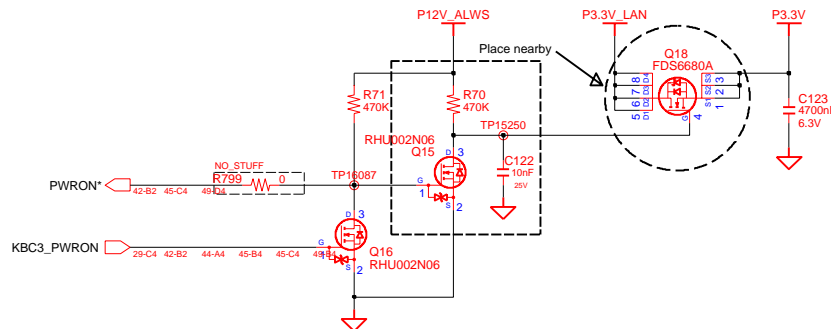 P12V_ALWS
P3.3V_LAN
P3.3V
Place nearby
Q18
FDS6680A
R71
470K
R70
470K
8 D4
7 D3
6 D2
5 D1
S3 3
S2 2
S1 1
G 4
C123
4700nF
6.3V
TP15250
RHU002N06
Q15
D 3
G 1
S 2
C122
10nF
25V
NO_STUFF
R799 0
TP16087
PWRON*
42-B2 45-C4 49-D4
KBC3_PWRON
29-C4 42-B2 44-A4 45-B4 45-C4 49-B4
D 3
G 1
S 2
Q16
RHU002N06